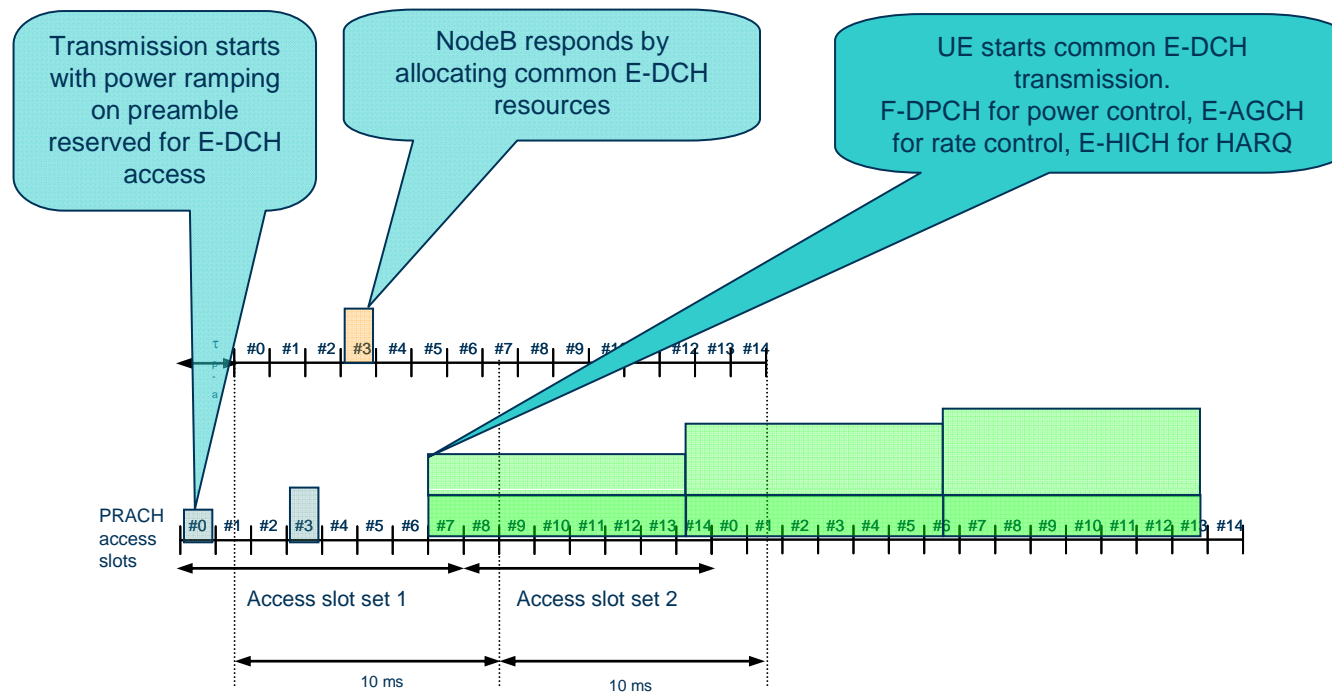 Transmission starts
with power ramping
on preamble
reserved for E-DCH
access
NodeB responds by
allocating common E-DCH
resources
UE starts common E-DCH
transmission.
F-DPCH for power control, E-AGCH
for rate control, E-HICH for HARQ
τ
p
-
a
#0 #1 #2 #3 #4 #5 #6 #7 #8 #9 #12 #13 #14
PRACH
access
slots
#0 #1 #2 #3 #4 #5 #6 #7 #8 #9 #10 #11 #12 #13 #14 #0 #1 #2 #3 #4 #5 #6 #7 #8 #9 #10 #11 #12 #13 #14
Access slot set 1 Access slot set 2
10 ms 10 ms